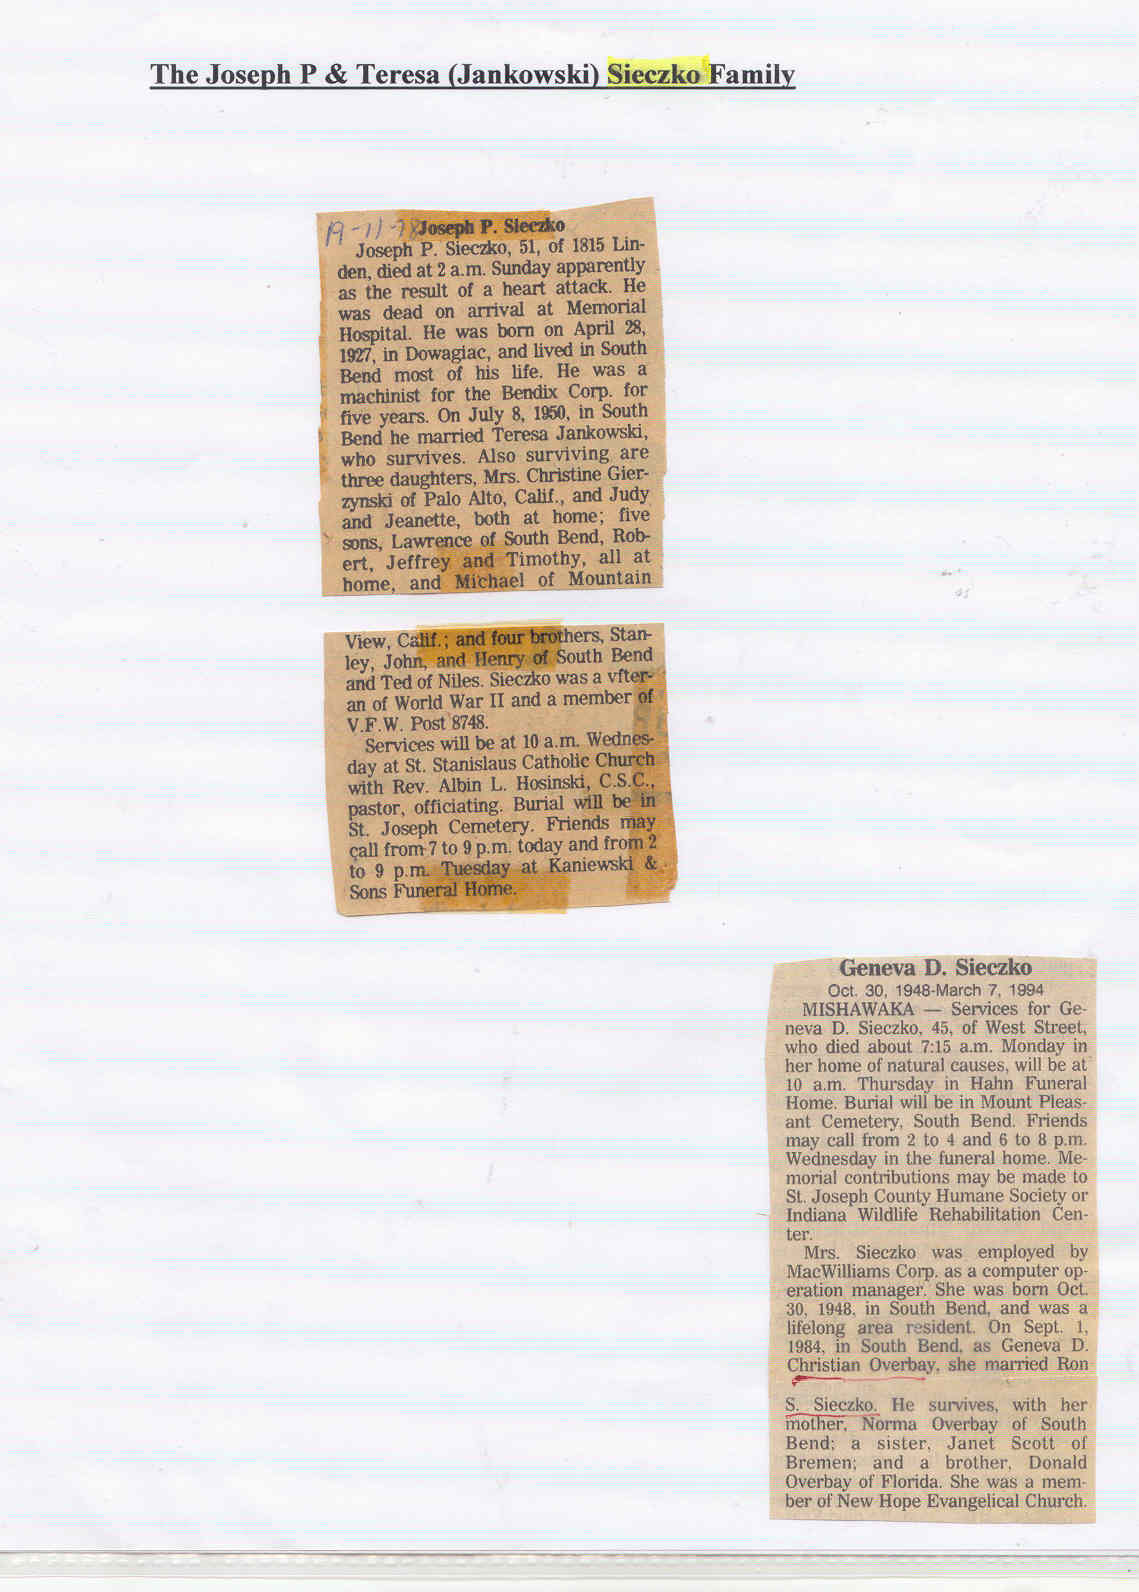 The Joseph P & Teresa (Jankowski) Sieczko Family
19-11-78 Joseph P. Sieczko
Joseph P. Sieczko, 51, of 1815 Lin-
den, died at 2 a.m. Sunday apparently
as the result of a heart attack. He
was dead on arrival at Memorial
Hospital. He was born on April 28,
1927, in Dowagiac, and lived in South
Bend most of his life. He was a
machinist for the Bendix Corp. for
five years. On July 8, 1950, in South
Bend he married Teresa Jankowski,
who survives. Also surviving are
three daughters, Mrs. Christine Gier-
zynski of Palo Alto, Calif., and Judy
and Jeanette, both at home; five
sons, Lawrence of South Bend, Rob-
ert, Jeffrey and Timothy, all at
home, and Michael of Mountain
View, Calif.; and four brothers, Stan-
ley, John, and Henry of South Bend
and Ted of Niles. Sieczko was a vfter-
an of World War II and a member of
V.F.W. Post 8748.
Services will be at 10 a.m. Wednes-
day at St. Stanislaus Catholic Church
with Rev. Albin L. Hosinski, C.S.C.,
pastor, officiating. Burial will be in
St. Joseph Cemetery. Friends may
call from 7 to 9 p.m. today and from 2
to 9 p.m. Tuesday at Kaniewski &
Sons Funeral Home.
Geneva D. Sieczko
Oct. 30, 1948-March 7, 1994
MISHAWAKA — Services for Ge-
neva D. Sieczko, 45, of West Street,
who died about 7:15 a.m. Monday in
her home of natural causes, will be at
10 a.m. Thursday in Hahn Funeral
Home. Burial will be in Mount Pleas-
ant Cemetery, South Bend. Friends
may call from 2 to 4 and 6 to 8 p.m.
Wednesday in the funeral home. Me-
morial contributions may be made to
St. Joseph County Humane Society or
Indiana Wildlife Rehabilitation Cen-
ter.
Mrs. Sieczko was employed by
MacWilliams Corp. as a computer op-
eration manager. She was born Oct.
30, 1948, in South Bend, and was a
lifelong area resident. On Sept. 1,
1984, in South Bend, as Geneva D.
Christian Overbay, she married Ron
S. Sieczko. He survives, with her
mother, Norma Overbay of South
Bend; a sister, Janet Scott of
Bremen; and a brother, Donald
Overbay of Florida. She was a mem-
ber of New Hope Evangelical Church.